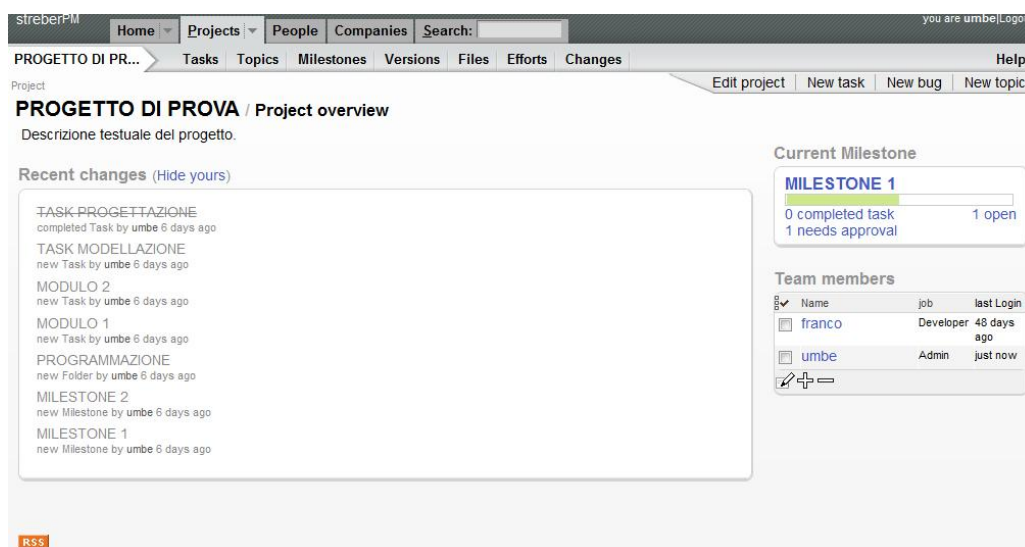 streberPM
you are umbe|Logo
Home Projects People Companies Search:
PROGETTO DI PR... Tasks Topics Milestones Versions Files Efforts Changes Help
Project
Edit project New task New bug New topic
PROGETTO DI PROVA / Project overview
Descrizione testuale del progetto.
Recent changes (Hide yours)
TASK PROGETTAZIONE
completed Task by umbe 6 days ago
TASK MODELLAZIONE
new Task by umbe 6 days ago
MODULO 2
new Task by umbe 6 days ago
MODULO 1
new Task by umbe 6 days ago
PROGRAMMAZIONE
new Folder by umbe 6 days ago
MILESTONE 2
new Milestone by umbe 6 days ago
MILESTONE 1
new Milestone by umbe 6 days ago
Current Milestone
MILESTONE 1
0 completed task 1 open
1 needs approval
Team members
Name job last Login
franco Developer 48 days
ago
umbe Admin just now
RSS